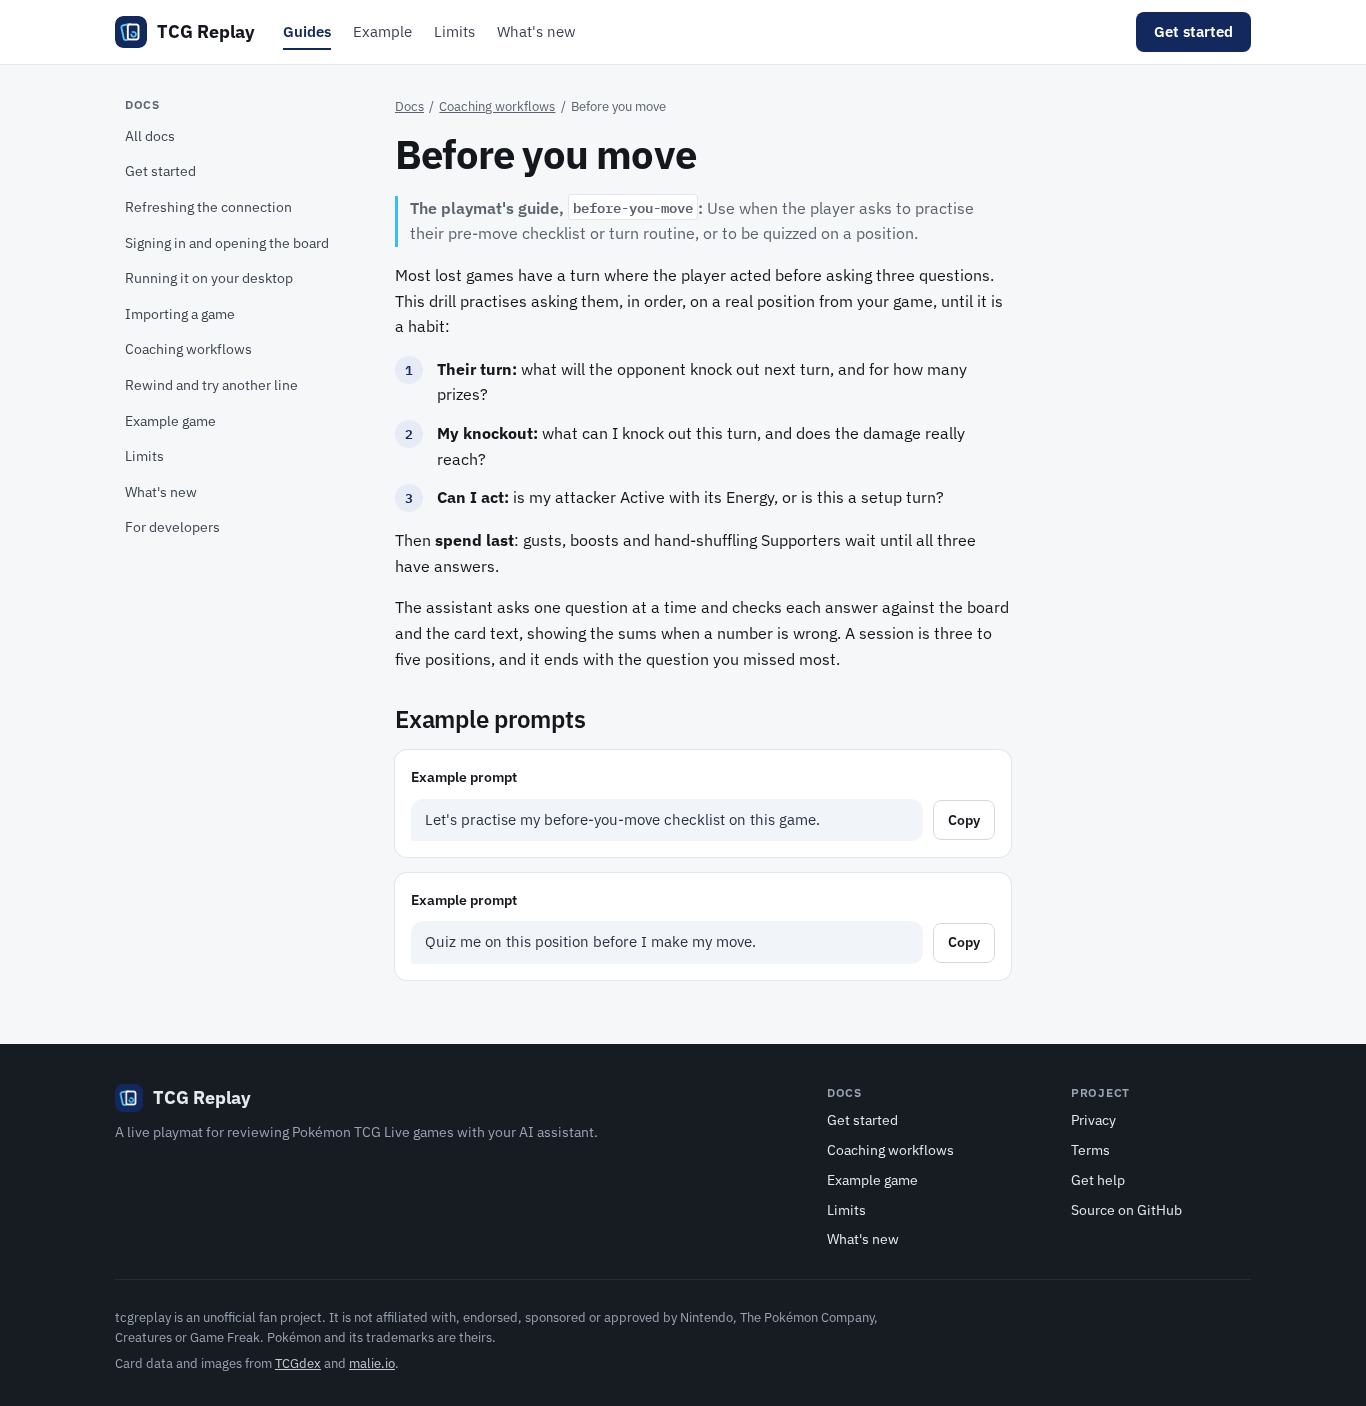 TCG Replay
Guides
Example
Limits
What's new
Get started
DOCS
All docs
Get started
Refreshing the connection
Signing in and opening the board
Running it on your desktop
Importing a game
Coaching workflows
Rewind and try another line
Example game
Limits
What's new
For developers
Docs / Coaching workflows / Before you move
Before you move
The playmat's guide, before-you-move: Use when the player asks to practise
their pre-move checklist or turn routine, or to be quizzed on a position.
Most lost games have a turn where the player acted before asking three questions.
This drill practises asking them, in order, on a real position from your game, until it is
a habit:
1 Their turn: what will the opponent knock out next turn, and for how many
prizes?
2 My knockout: what can I knock out this turn, and does the damage really
reach?
3 Can I act: is my attacker Active with its Energy, or is this a setup turn?
Then spend last: gusts, boosts and hand-shuffling Supporters wait until all three
have answers.
The assistant asks one question at a time and checks each answer against the board
and the card text, showing the sums when a number is wrong. A session is three to
five positions, and it ends with the question you missed most.
Example prompts
Example prompt
Let's practise my before-you-move checklist on this game.
Copy
Example prompt
Quiz me on this position before I make my move.
Copy
TCG Replay
A live playmat for reviewing Pokémon TCG Live games with your AI assistant.
DOCS
Get started
Coaching workflows
Example game
Limits
What's new
PROJECT
Privacy
Terms
Get help
Source on GitHub
tcgreplay is an unofficial fan project. It is not affiliated with, endorsed, sponsored or approved by Nintendo, The Pokémon Company,
Creatures or Game Freak. Pokémon and its trademarks are theirs.
Card data and images from TCGdex and malie.io.